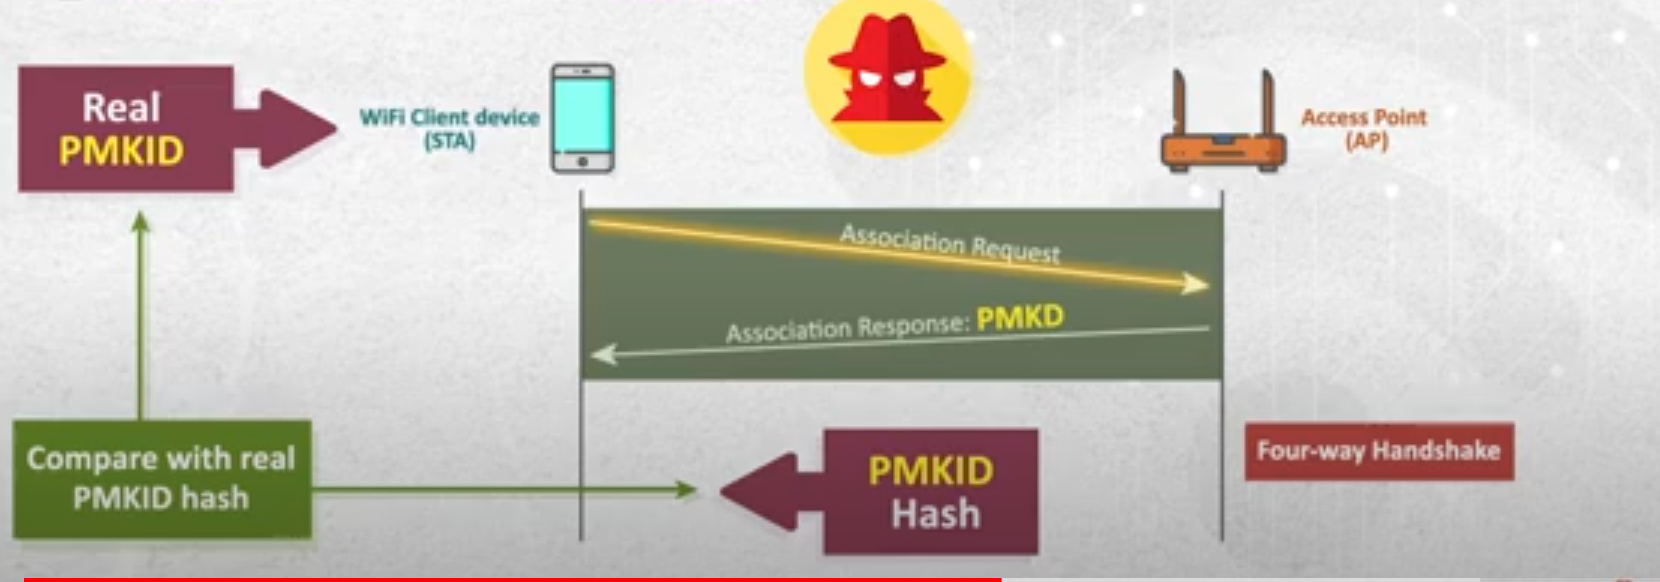 Real
PMKID
WiFi Client device
(STA)
Access Point
(AP)
Association Request
Association Response: PMKD
Compare with real
PMKID hash
PMKID
Hash
Four-way Handshake